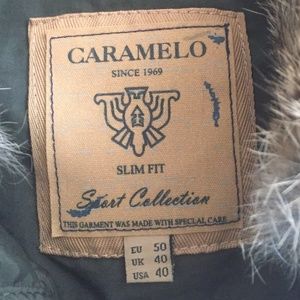 CARAMELO
SINCE 1969
SLIM FIT
Sport Collection
THIS GARMENT WAS MADE WITH SPECLAL CARE
EU 50
UK 40
USA 40